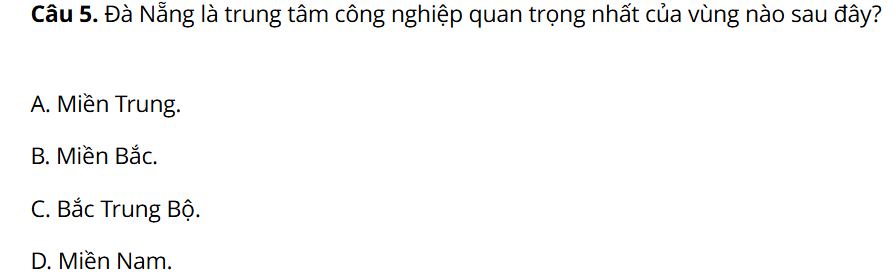 Câu 5. Đà Nẵng là trung tâm công nghiệp quan trọng nhất của vùng nào sau đây?
A. Miền Trung.
B. Miền Bắc.
C. Bắc Trung Bộ.
D. Miền Nam.